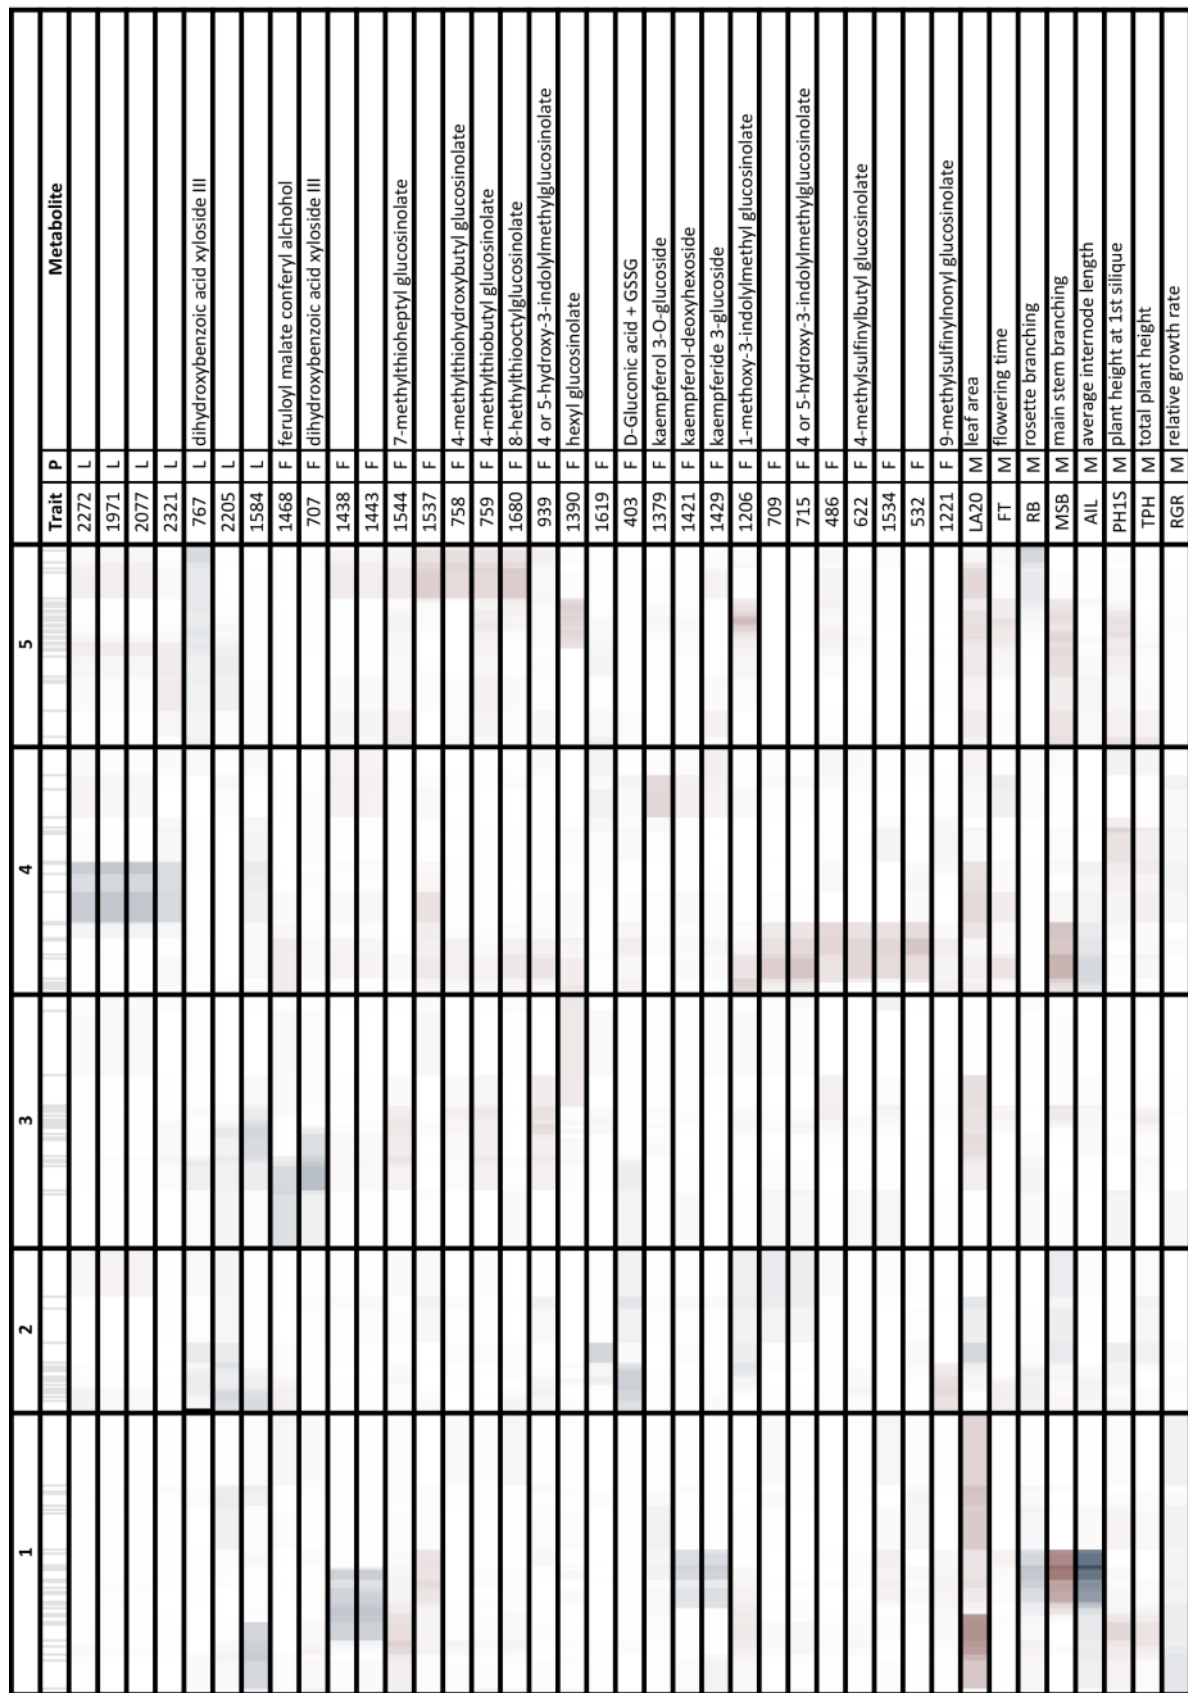 1 2 3 4 5
Trait P Metabolite
2272 L
1971 L
2077 L
2321 L
767 L dihydroxybenzoic acid xyloside III
2205 L
1584 L
1468 F feruloyl malate conferyl alchohol
707 F dihydroxybenzoic acid xyloside III
1438 F
1443 F
1544 F 7-methylthioheptyl glucosinolate
1537 F
758 F 4-methylthiohydroxybutyl glucosinolate
759 F 4-methylthiobutyl glucosinolate
1680 F 8-hethylthiooctylglucosinolate
939 F 4 or 5-hydroxy-3-indolylmethylglucosinolate
1390 F hexyl glucosinolate
1619 F
403 F D-Gluconic acid + GSSG
1379 F kaempferol 3-O-glucoside
1421 F kaempferol-deoxyhexoside
1429 F kaempferide 3-glucoside
1206 F 1-methoxy-3-indolylmethyl glucosinolate
709 F
715 F 4 or 5-hydroxy-3-indolylmethylglucosinolate
486 F
622 F 4-methylsulfinylbutyl glucosinolate
1534 F
532 F
1221 F 9-methylsulfinylnonyl glucosinolate
LA20 M leaf area
FT M flowering time
RB M rosette branching
MSB M main stem branching
AIL M average internode length
PH1S M plant height at 1st silique
TPH M total plant height
RGR M relative growth rate